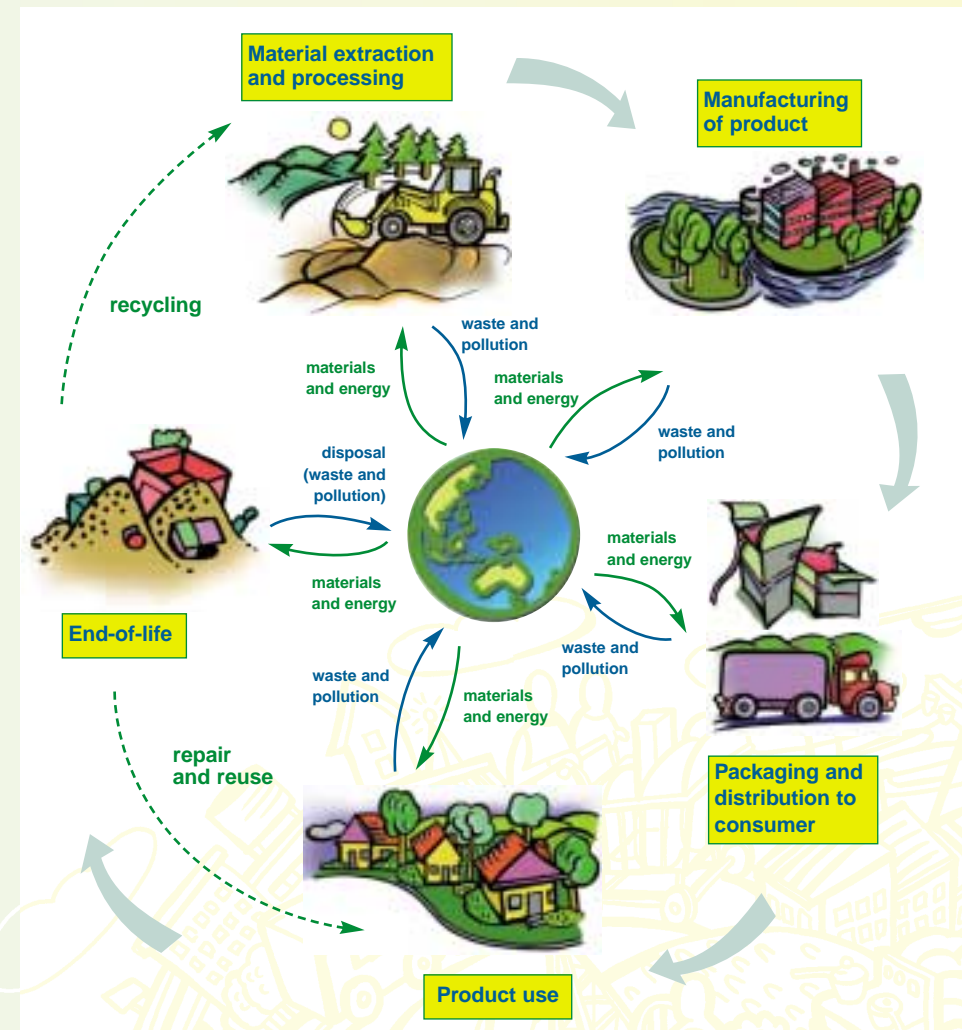 Material extraction
and processing
Manufacturing
of product
recycling
waste and
pollution
materials
and energy
materials
and energy
waste and
pollution
disposal
(waste and
pollution)
materials
and energy
materials
and energy
waste and
pollution
End-of-life
waste and
pollution
materials
and energy
repair
and reuse
Packaging and
distribution to
consumer
Product use